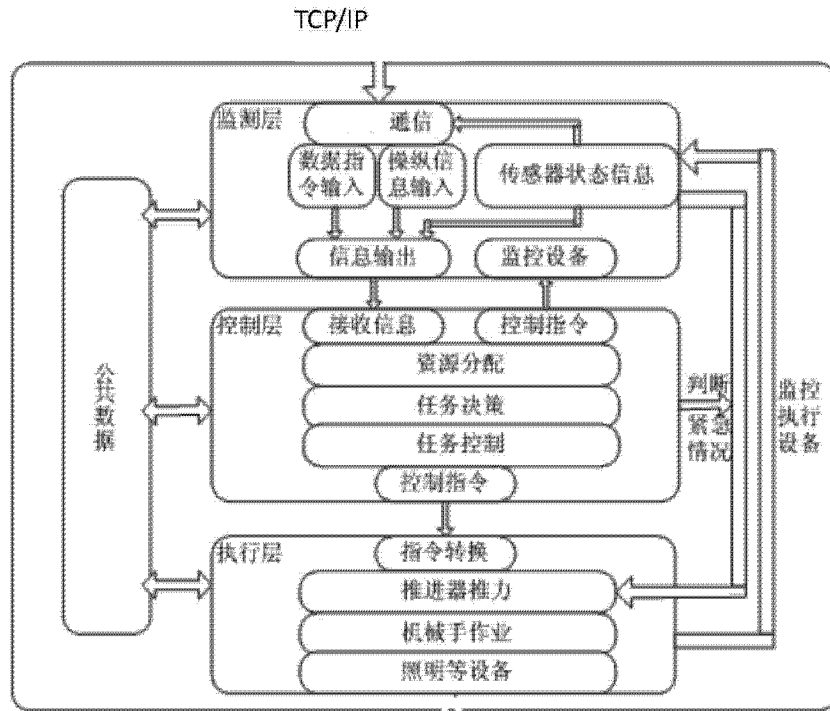 TCP/IP
监测层
通信
数据指
令输入
操纵信
息输入
传感器状态信息
信息输出
监控设备
公共数据
控制层
接收信息
控制指令
资源分配
任务决策
任务控制
控制指令
判断
紧急
情况
监控
执行
设备
执行层
指令转换
推进器推力
机械手作业
照明等设备